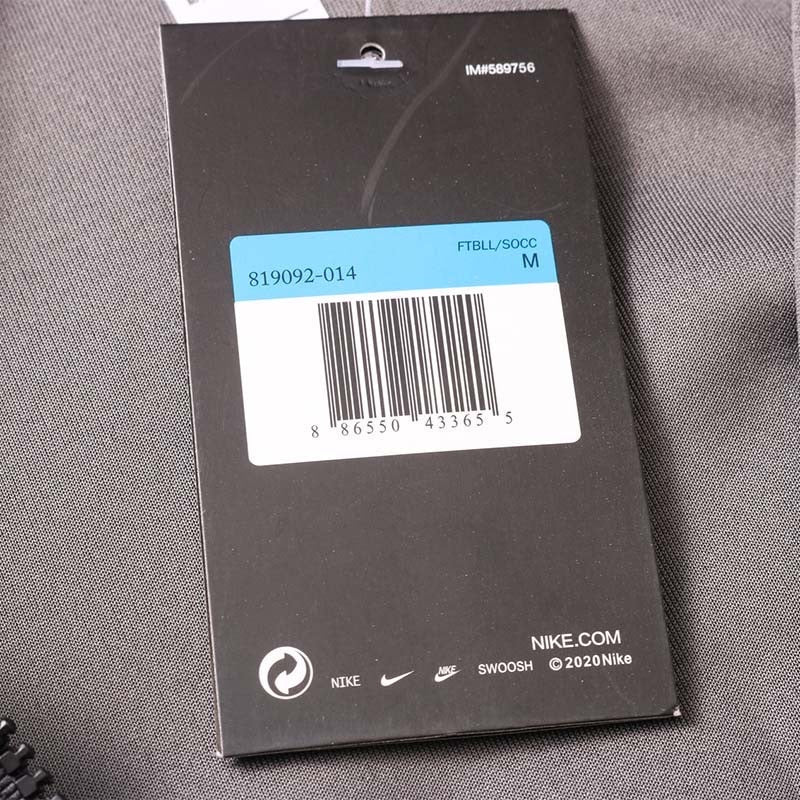 IM#589756
FTBLL/SOCC
819092-014 M
8 86550 43365 5
NIKE.COM
NIKE NIKE SWOOSH ©2020Nike